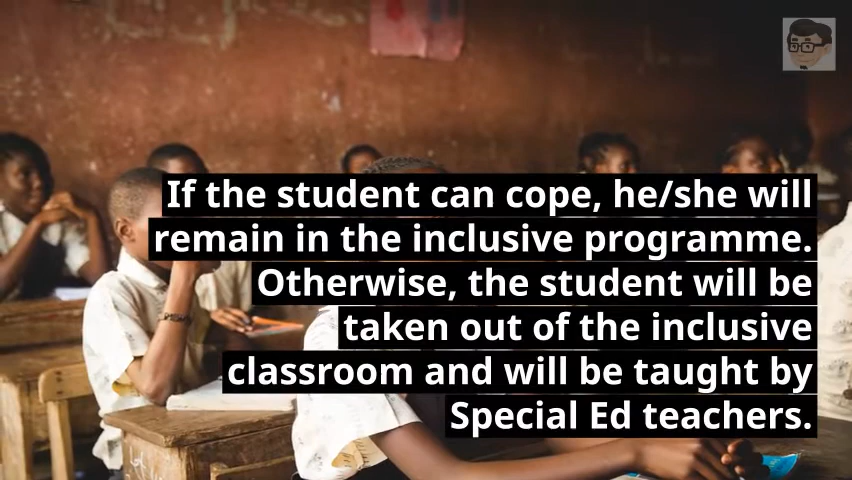 If the student can cope, he/she will
remain in the inclusive programme.
Otherwise, the student will be
taken out of the inclusive
classroom and will be taught by
Special Ed teachers.